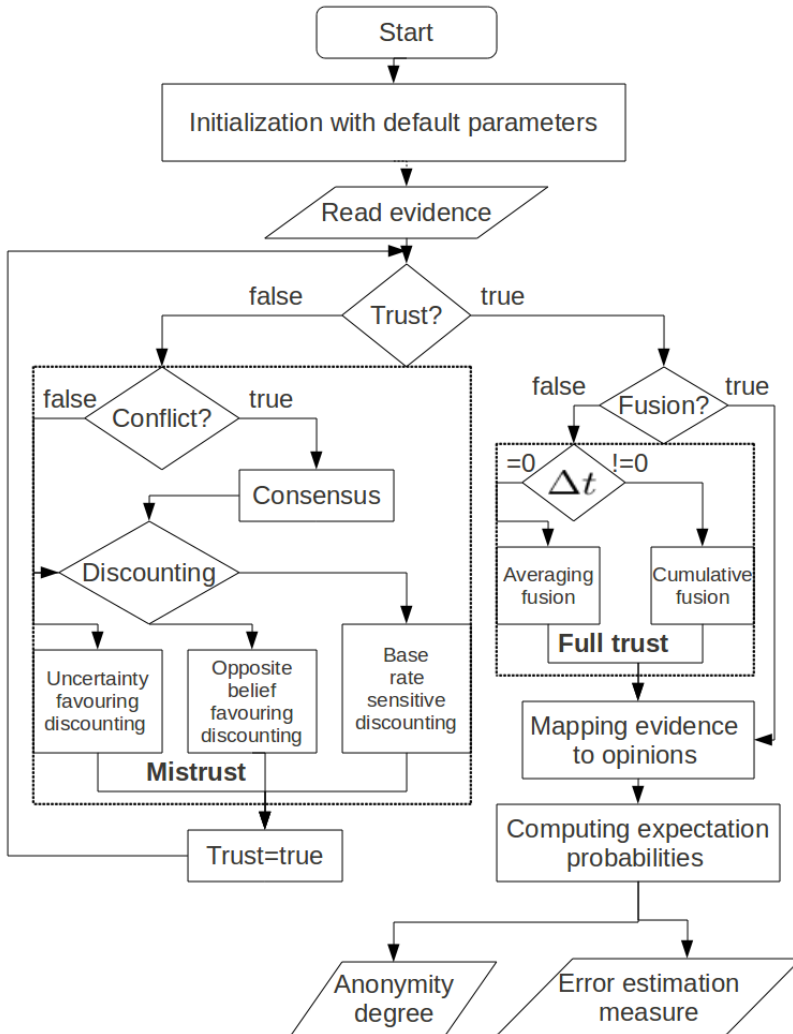 Start
Initialization with default parameters
Read evidence
false
true
Trust?
false
true
Conflict?
false
true
Fusion?
=0
!=0
Δt
Consensus
Discounting
Averaging
fusion
Cumulative
fusion
Full trust
Uncertainty
favouring
discounting
Opposite
belief
favouring
discounting
Base
rate
sensitive
discounting
Mistrust
Mapping evidence
to opinions
Trust=true
Computing expectation
probabilities
Anonymity
degree
Error estimation
measure